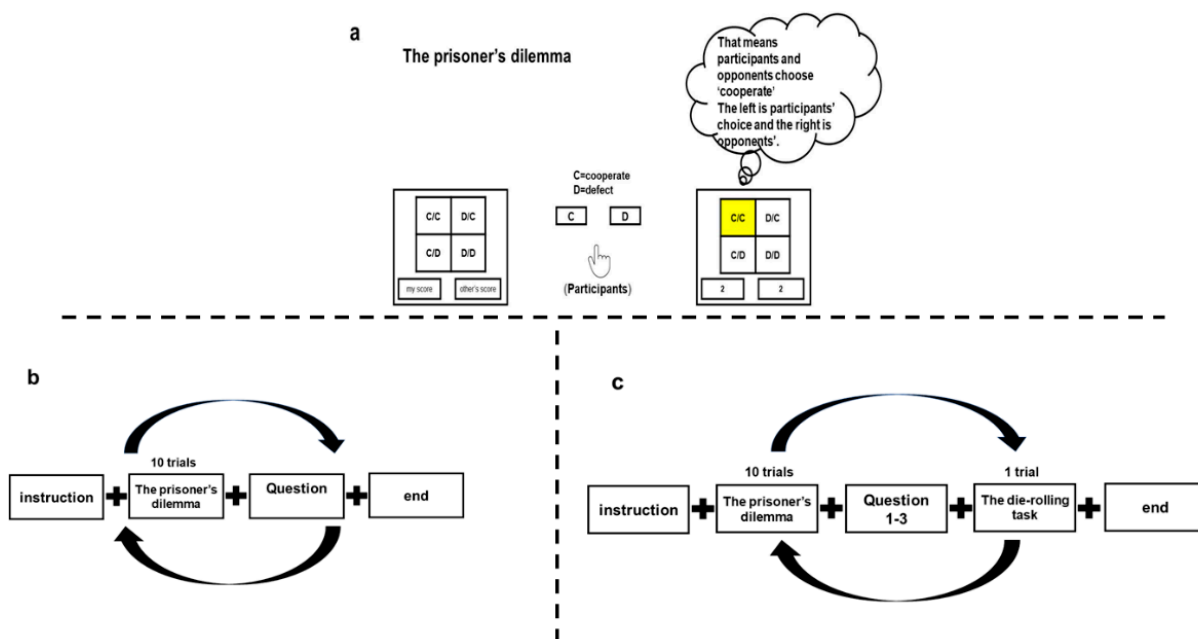 a
The prisoner's dilemma
That means
participants and
opponents choose
'cooperate'
The left is participants'
choice and the right is
opponents'.
C=cooperate
D=defect
C/C D/C
C/D D/D
my score other's score
C D
(Participants)
C/C D/C
C/D D/D
2 2
b
10 trials
instruction
The prisoner's
dilemma
Question
end
c
10 trials
1 trial
instruction
The prisoner's
dilemma
Question
1-3
The die-rolling
task
end